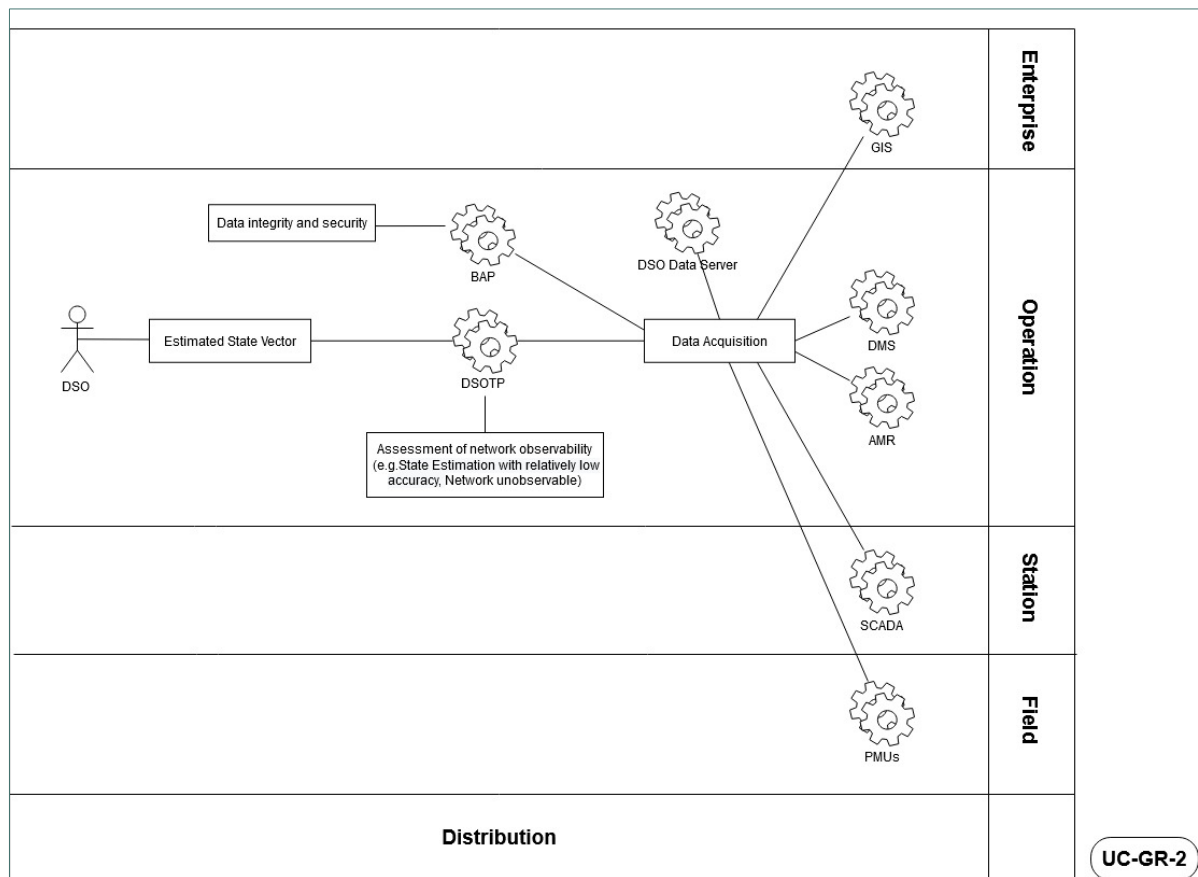 Enterprise
GIS
Data integrity and security
BAP
DSO Data Server
Operation
DSO
Estimated State Vector
DSOTP
Data Acquisition
DMS
AMR
Assessment of network observability
(e.g.State Estimation with relatively low
accuracy, Network unobservable)
Station
SCADA
Field
PMUs
Distribution
UC-GR-2